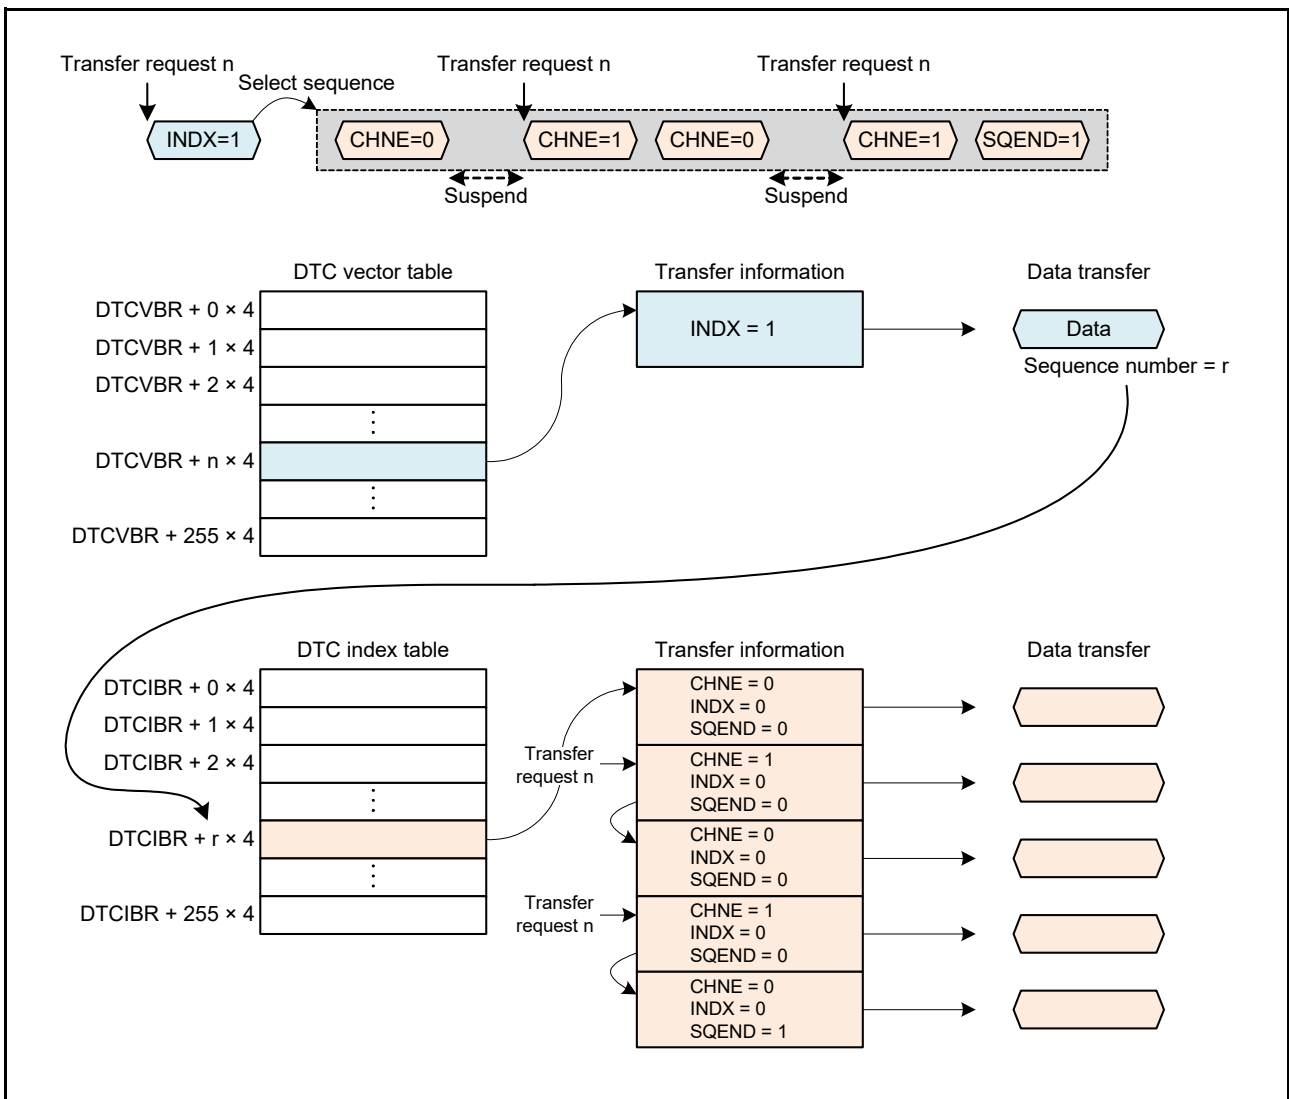 Transfer request n
Transfer request n
Transfer request n
Select sequence
INDX=1
CHNE=0
CHNE=1
CHNE=0
CHNE=1
SQEND=1
Suspend
Suspend
DTC vector table
Transfer information
Data transfer
DTCVBR + 0 × 4
DTCVBR + 1 × 4
DTCVBR + 2 × 4
DTCVBR + n × 4
DTCVBR + 255 × 4
INDX = 1
Data
Sequence number = r
DTC index table
Transfer information
Data transfer
DTCIBR + 0 × 4
DTCIBR + 1 × 4
DTCIBR + 2 × 4
DTCIBR + r × 4
DTCIBR + 255 × 4
CHNE = 0
INDX = 0
SQEND = 0
Transfer
request n
CHNE = 1
INDX = 0
SQEND = 0
CHNE = 0
INDX = 0
SQEND = 0
Transfer
request n
CHNE = 1
INDX = 0
SQEND = 0
CHNE = 0
INDX = 0
SQEND = 1